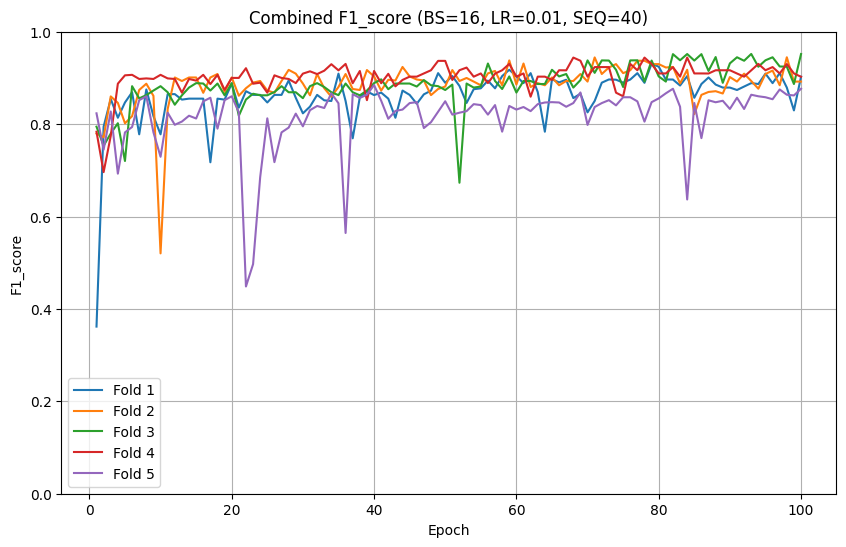 Combined F1_score (BS=16, LR=0.01, SEQ=40)
1.0
0.8
0.6
0.4
0.2
0.0
F1_score
Fold 1
Fold 2
Fold 3
Fold 4
Fold 5
0 20 40 60 80 100
Epoch